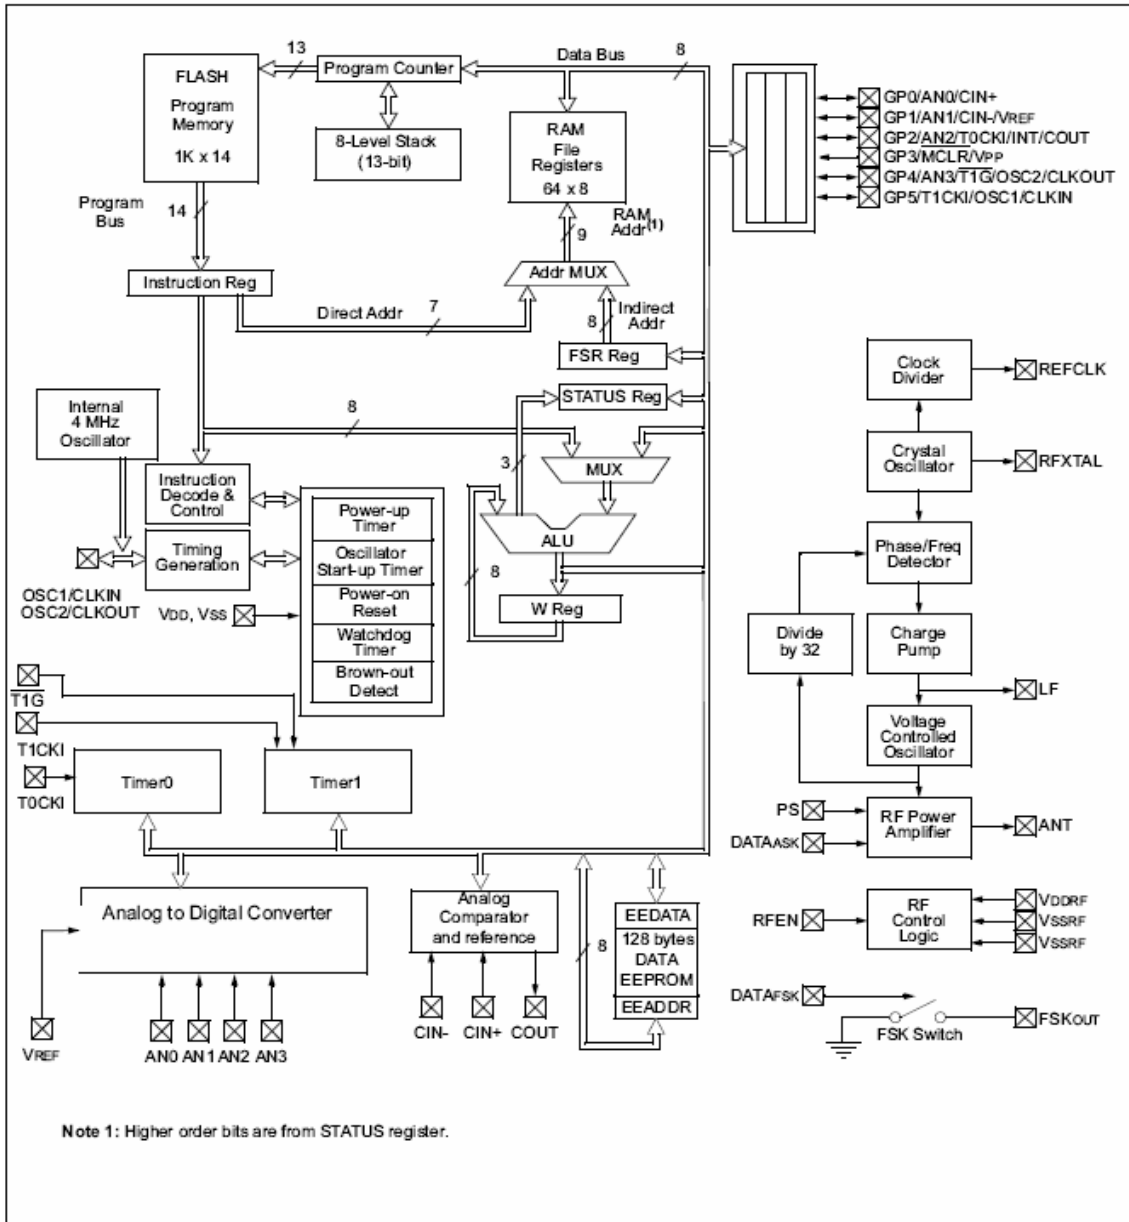 13
Data Bus
8
FLASH
Program
Memory
1K x 14
Program Counter
8-Level Stack
(13-bit)
RAM
File
Registers
64 x 8
GP0/AN0/CIN+
GP1/AN1/CIN-/VREF
GP2/AN2/T0CKI/INT/COUT
GP3/MCLR/VPP
GP4/AN3/T1G/OSC2/CLKOUT
GP5/T1CKI/OSC1/CLKIN
Program
Bus
14
RAM
Addr(1)
9
Instruction Reg
Addr MUX
Direct Addr
7
8
Indirect
Addr
FSR Reg
STATUS Reg
Internal
4 MHz
Oscillator
8
3
MUX
Instruction
Decode &
Control
Timing
Generation
OSC1/CLKIN
OSC2/CLKOUT
VDD, VSS
Power-up
Timer
Oscillator
Start-up Timer
Power-on
Reset
Watchdog
Timer
Brown-out
Detect
ALU
8
W Reg
T1G
T1CKI
T0CKI
Timer0
Timer1
Analog to Digital Converter
VREF
AN0 AN1 AN2 AN3
Analog
Comparator
and reference
CIN- CIN+ COUT
8
EEDATA
128 bytes
DATA
EEPROM
EEADDR
Clock
Divider
REFCLK
Crystal
Oscillator
RFXTAL
Phase/Freq
Detector
Divide
by 32
Charge
Pump
LF
Voltage
Controlled
Oscillator
PS
DATAASK
RF Power
Amplifier
ANT
RFEN
RF
Control
Logic
VDDRF
VSSRF
VSSRF
DATAFSK
FSK Switch
FSKOUT
Note 1: Higher order bits are from STATUS register.